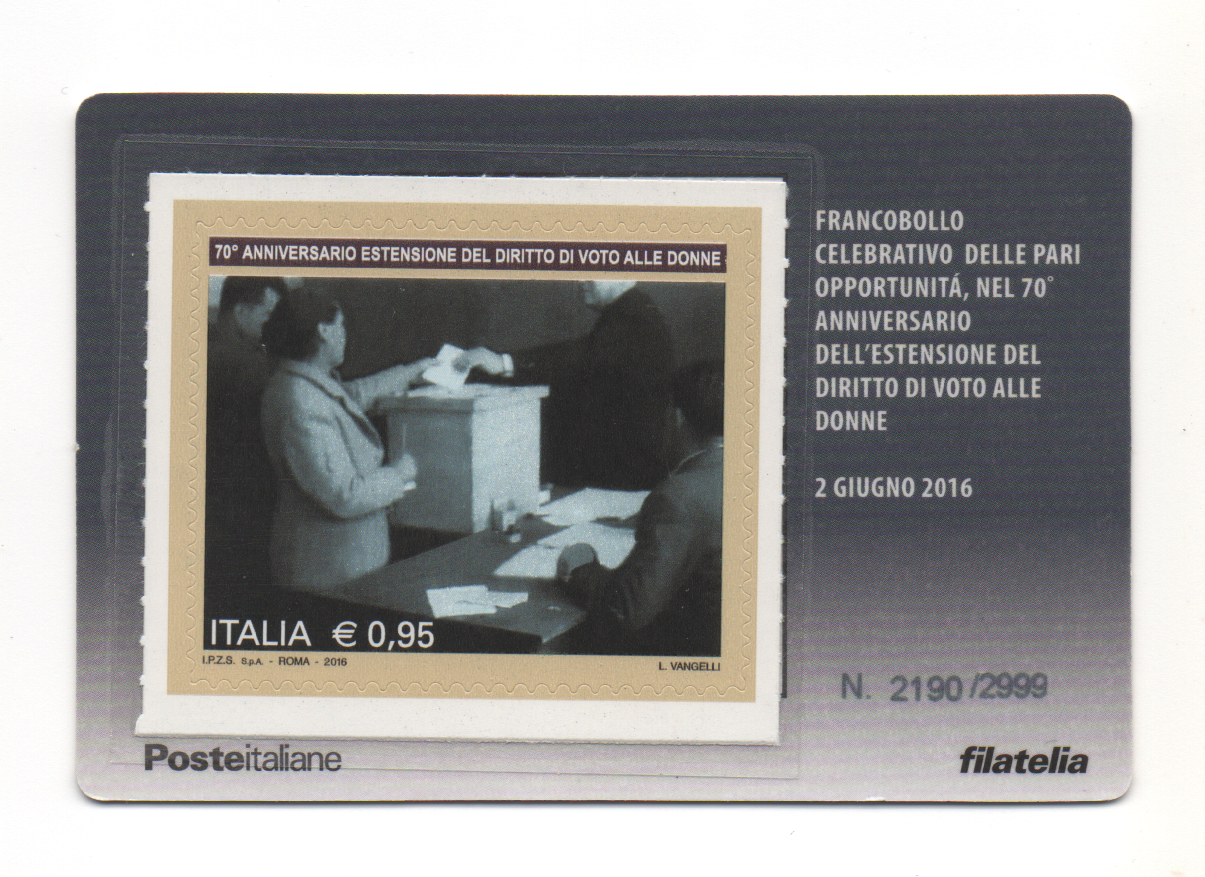 70° ANNIVERSARIO ESTENSIONE DEL DIRITTO DI VOTO ALLE DONNE
ITALIA € 0,95
I.P.Z.S. S.p.A. - ROMA - 2016
L. VANGELLI
FRANCOBOLLO
CELEBRATIVO DELLE PARI
OPPORTUNITÁ, NEL 70°
ANNIVERSARIO
DELL'ESTENSIONE DEL
DIRITTO DI VOTO ALLE
DONNE
2 GIUGNO 2016
N. 2190/2999
Posteitaliane
filatelia